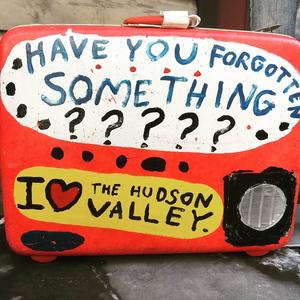 HAVE YOU FORGOTTEN
SOMETHING
? ? ? ? ?
I ♥ THE HUDSON
VALLEY.